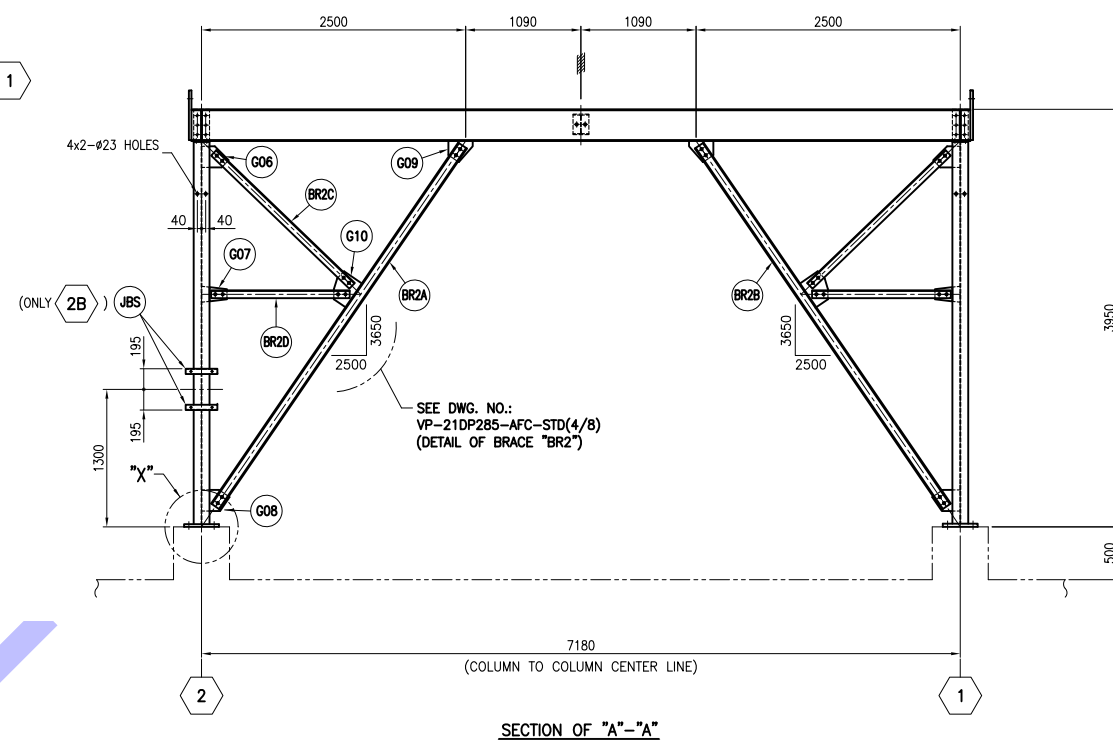 2500
1090
1090
2500
1
4x2-ø23 HOLES
G06
G09
BR2C
40
40
G10
G07
(ONLY 2B ) JBS
BR2A
BR2B
3950
195
BR2D
3650
2500
3650
2500
SEE DWG. NO.:
VP-21DP285-AFC-STD(4/8)
(DETAIL OF BRACE "BR2")
195
1300
"X"
G08
500
7180
(COLUMN TO COLUMN CENTER LINE)
2
1
SECTION OF "A"-"A"